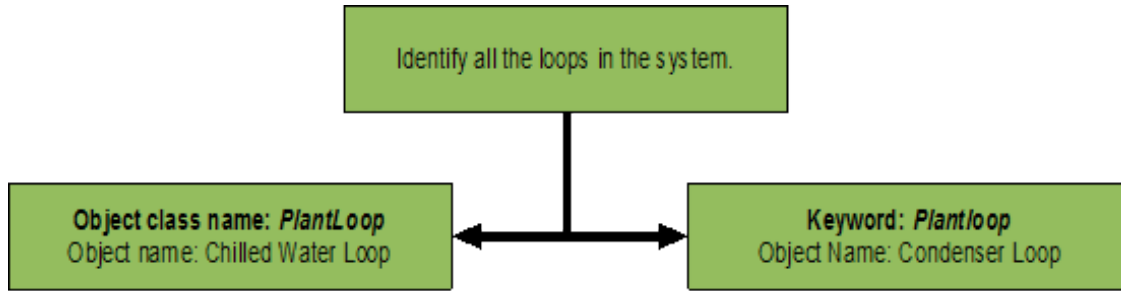 Identify all the loops in the system.
Object class name: PlantLoop
Object name: Chilled Water Loop
Keyword: Plantloop
Object Name: Condenser Loop